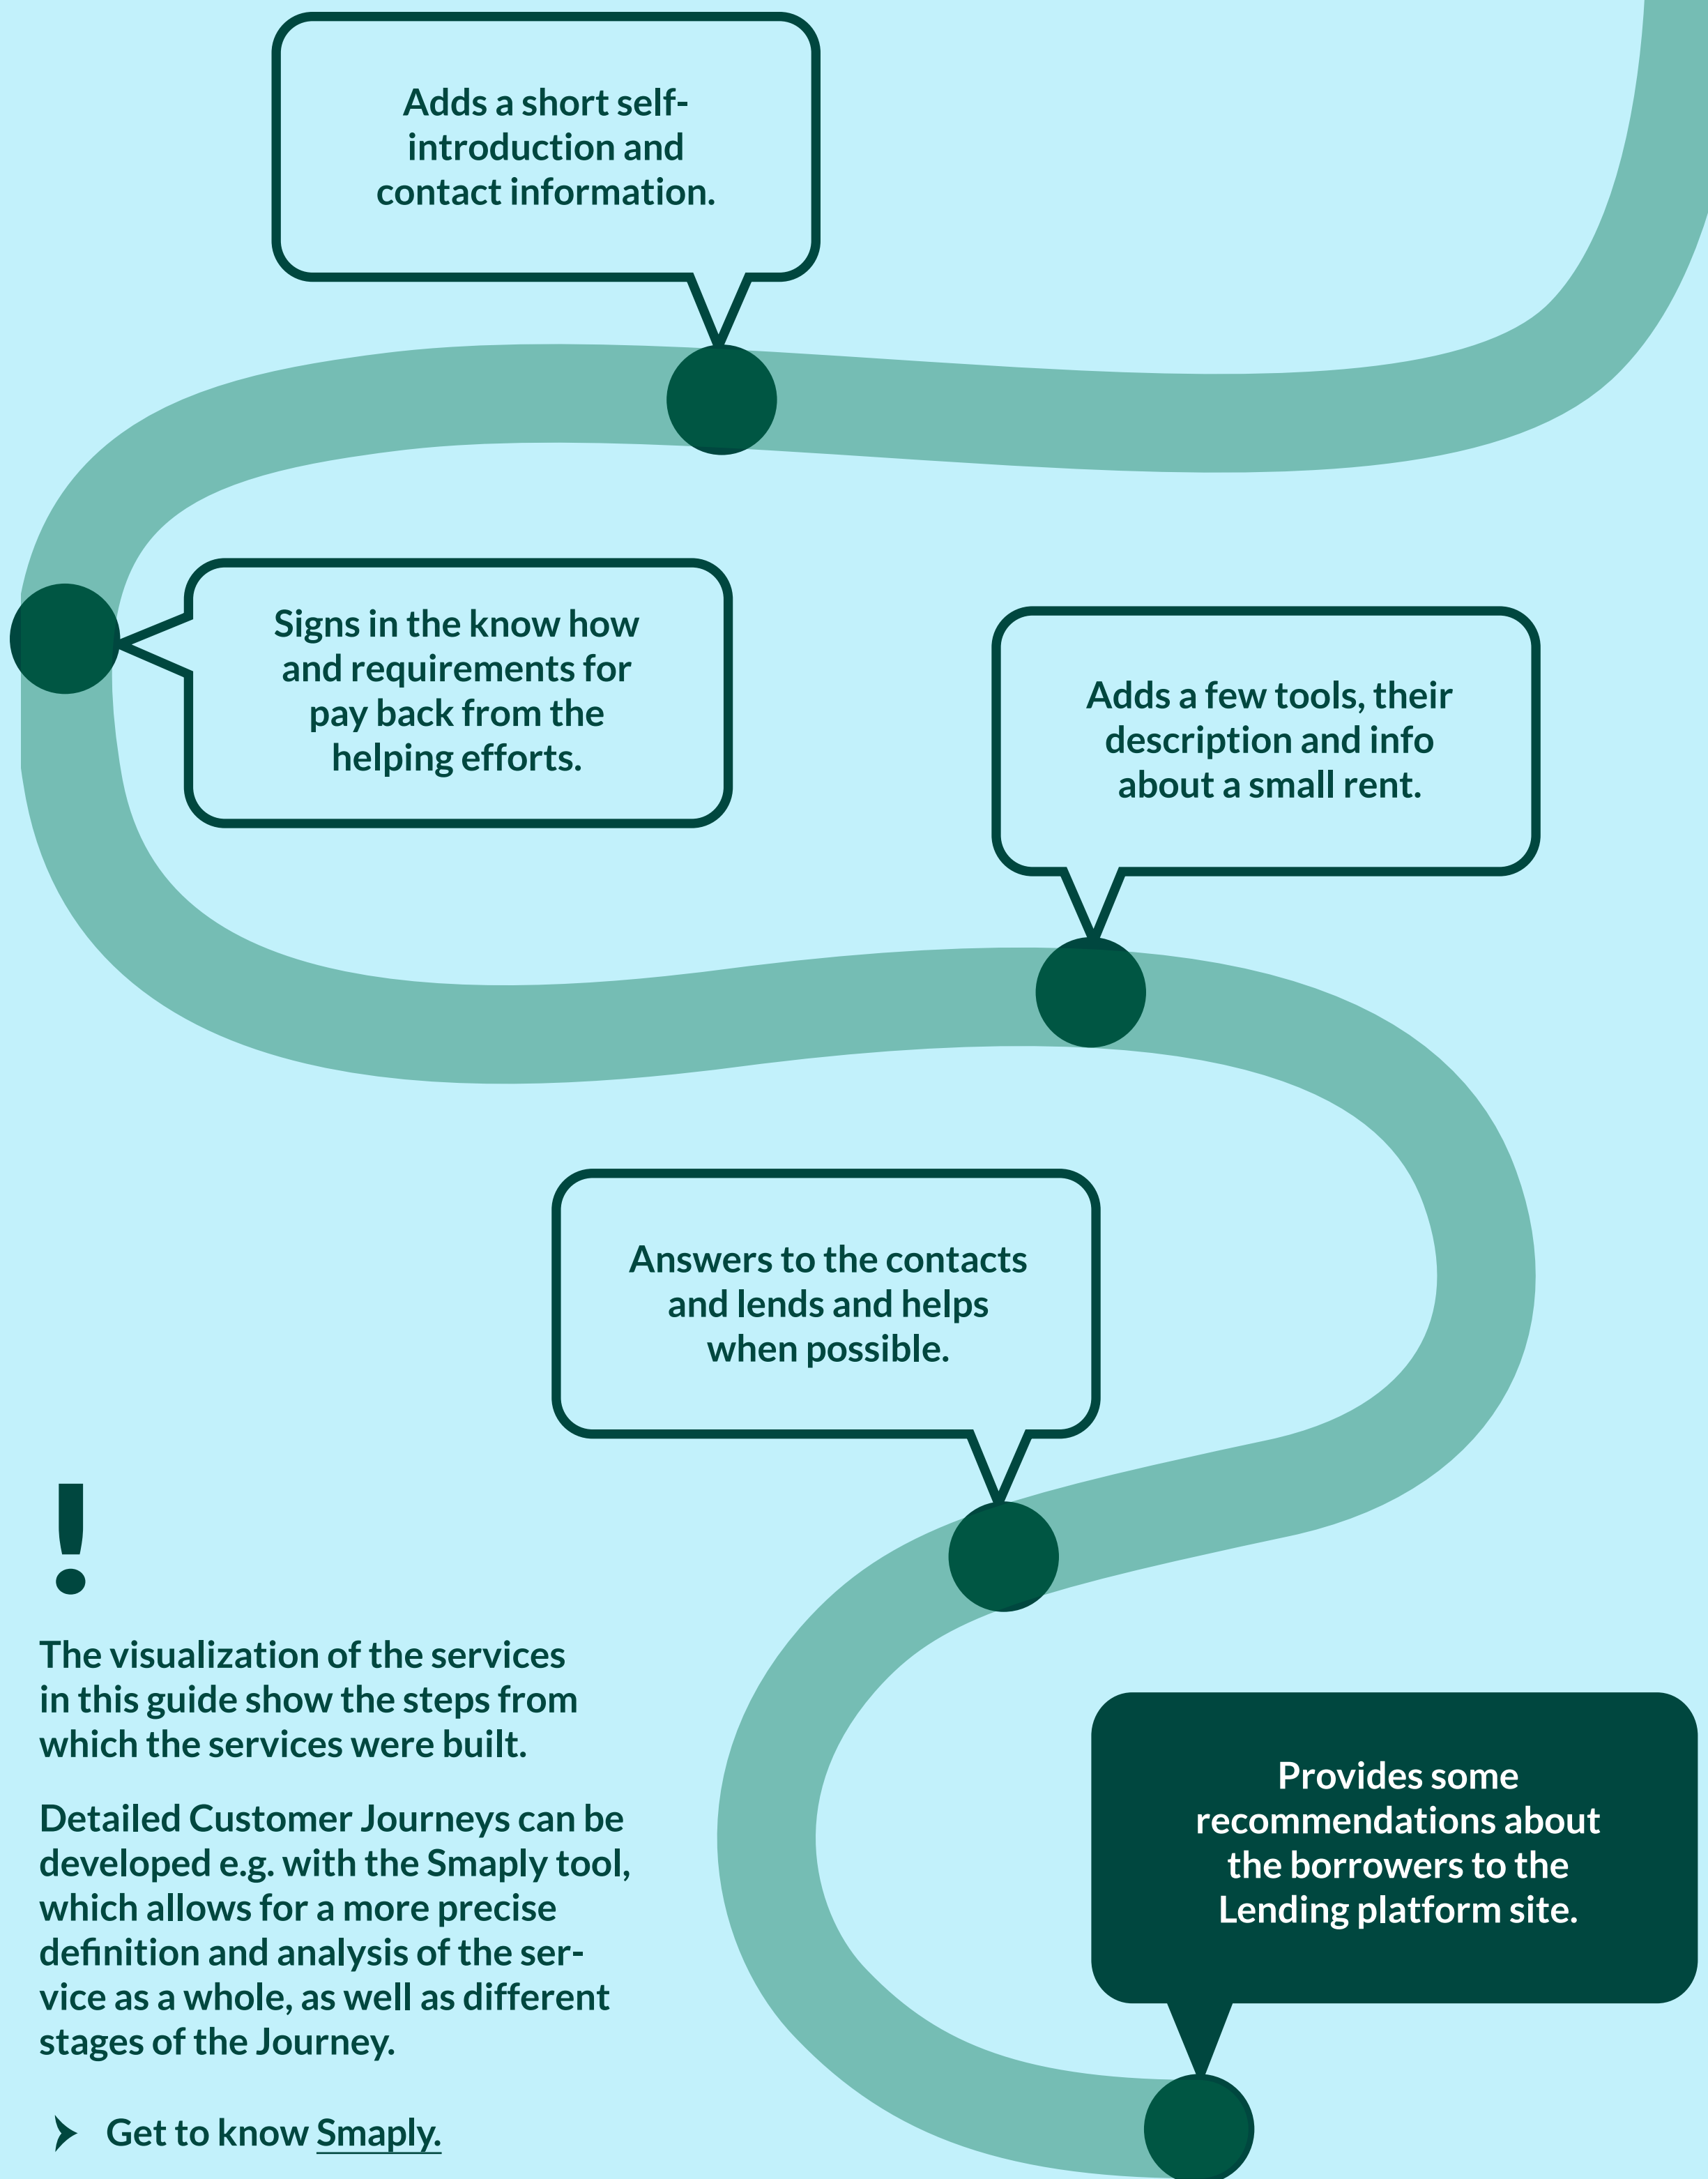 Adds a short self-
introduction and
contact information.
Signs in the know how
and requirements for
pay back from the
helping efforts.
Adds a few tools, their
description and info
about a small rent.
Answers to the contacts
and lends and helps
when possible.
!
The visualization of the services
in this guide show the steps from
which the services were built.
Detailed Customer Journeys can be
developed e.g. with the Smaply tool,
which allows for a more precise
definition and analysis of the ser-
vice as a whole, as well as different
stages of the Journey.
Get to know Smaply.
Provides some
recommendations about
the borrowers to the
Lending platform site.